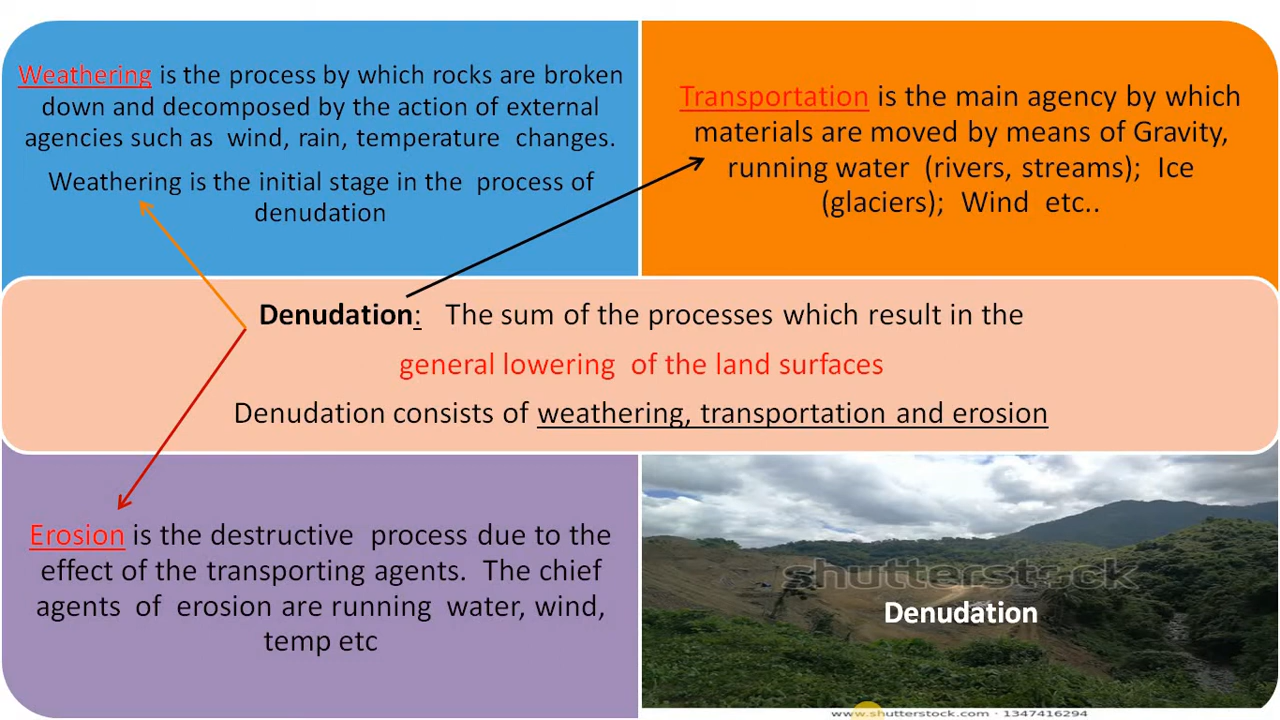 Weathering is the process by which rocks are broken
down and decomposed by the action of external
agencies such as wind, rain, temperature changes.
Weathering is the initial stage in the process of
denudation
Transportation is the main agency by which
materials are moved by means of Gravity,
running water (rivers, streams); Ice
(glaciers); Wind etc..
Denudation: The sum of the processes which result in the
general lowering of the land surfaces
Denudation consists of weathering, transportation and erosion
Erosion is the destructive process due to the
effect of the transporting agents. The chief
agents of erosion are running water, wind,
temp etc
shutterstock
Denudation
www.shutterstock.com · 1347416294